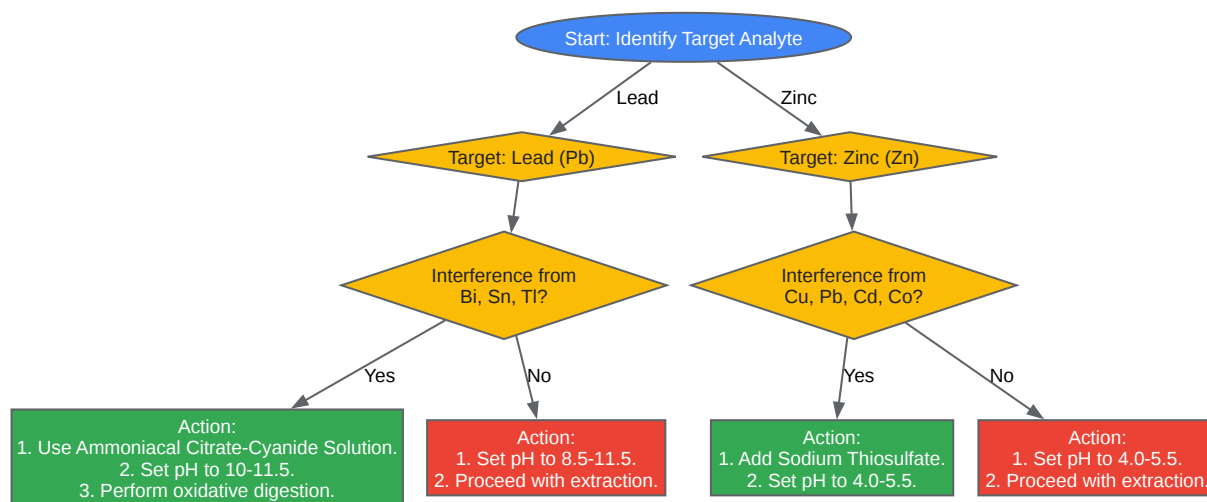 Start: Identify Target Analyte
Lead
Zinc
Target: Lead (Pb)
Target: Zinc (Zn)
Interference from
Bi, Sn, Tl?
Interference from
Cu, Pb, Cd, Co?
Yes
No
Yes
No
Action:
1. Use Ammoniacal Citrate-Cyanide Solution.
2. Set pH to 10-11.5.
3. Perform oxidative digestion.
Action:
1. Set pH to 8.5-11.5.
2. Proceed with extraction.
Action:
1. Add Sodium Thiosulfate.
2. Set pH to 4.0-5.5.
Action:
1. Set pH to 4.0-5.5.
2. Proceed with extraction.